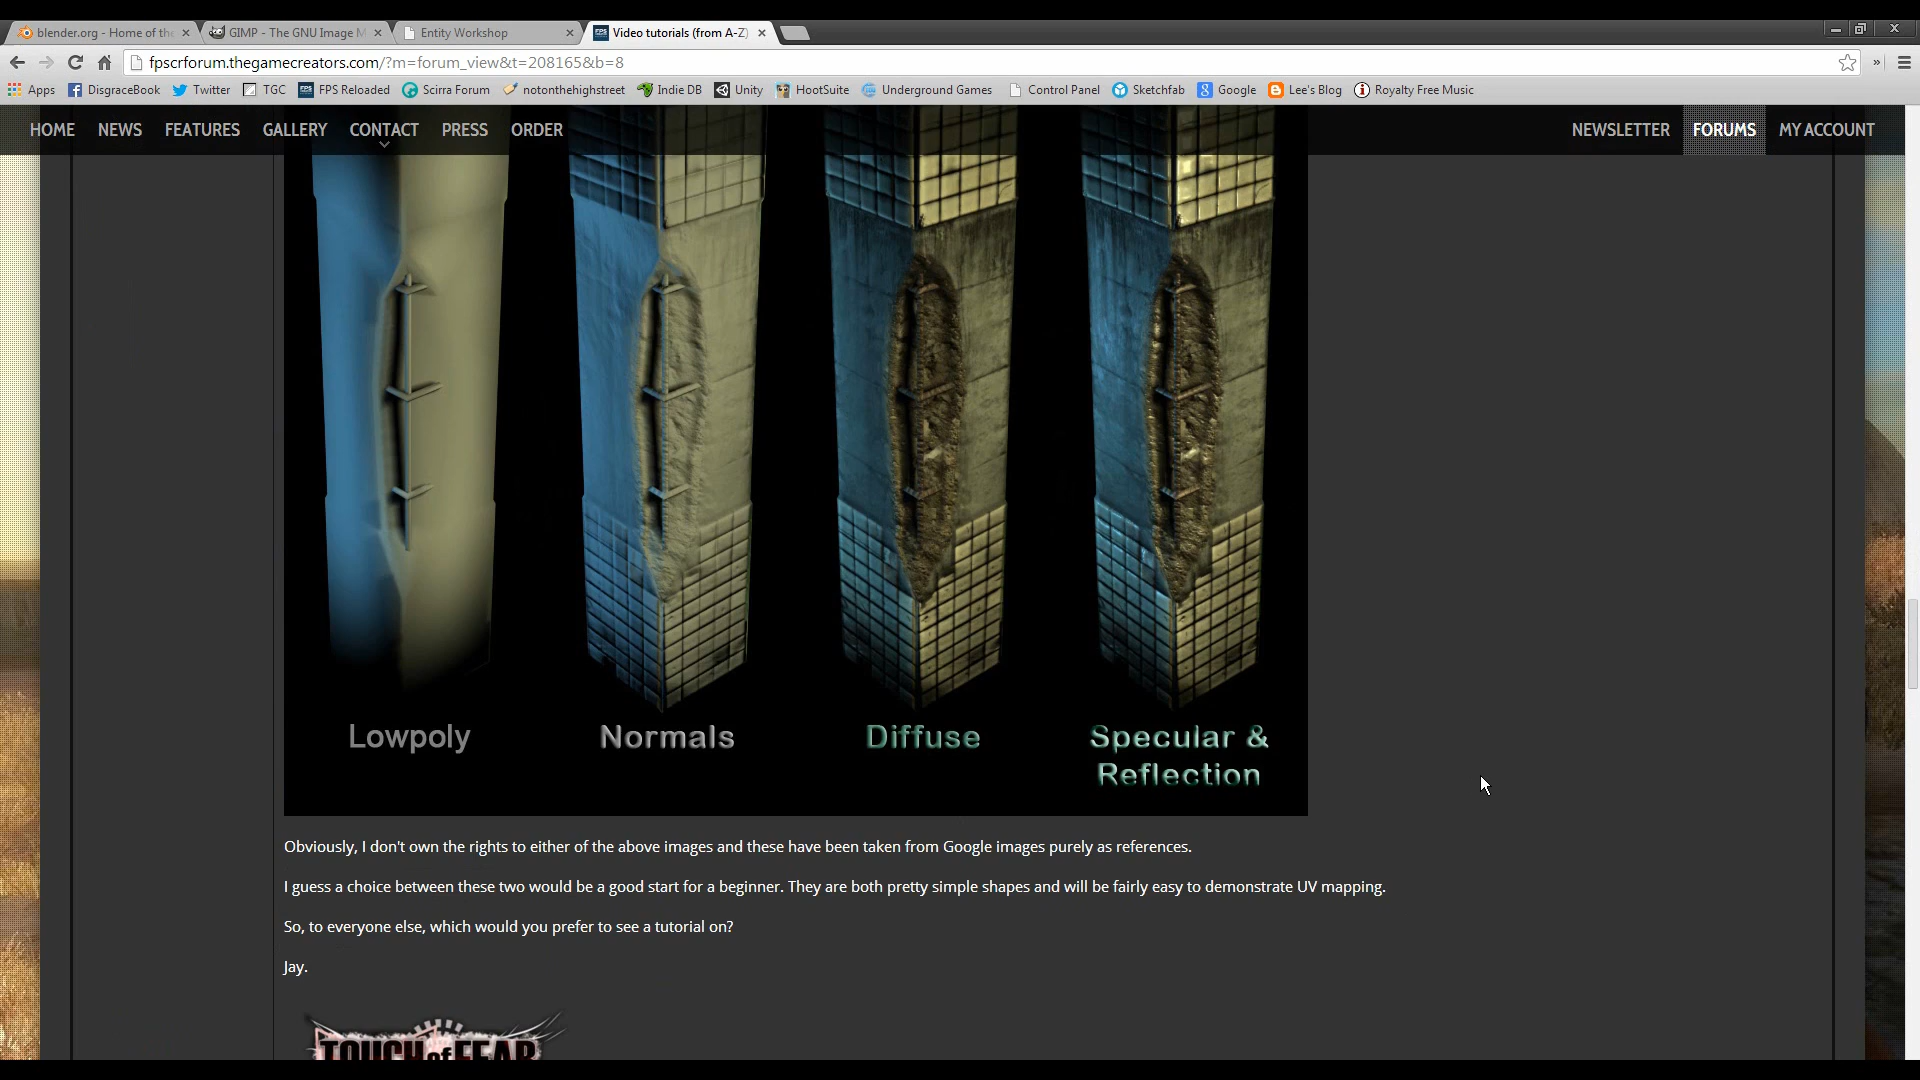 blender.org - Home of the
GIMP - The GNU Image M
Entity Workshop
Video tutorials (from A-Z)
fpscrforum.thegamecreators.com/?m=forum_view&t=208165&b=8
Apps
DisgraceBook
Twitter
TGC
FPS Reloaded
Scirra Forum
notonthehighstreet
Indie DB
Unity
HootSuite
Underground Games
Control Panel
Sketchfab
Google
Lee's Blog
Royalty Free Music
HOME
NEWS
FEATURES
GALLERY
CONTACT
PRESS
ORDER
NEWSLETTER
FORUMS
MY ACCOUNT
Lowpoly
Normals
Diffuse
Specular &
Reflection
Obviously, I don't own the rights to either of the above images and these have been taken from Google images purely as references.
I guess a choice between these two would be a good start for a beginner. They are both pretty simple shapes and will be fairly easy to demonstrate UV mapping.
So, to everyone else, which would you prefer to see a tutorial on?
Jay.
TOUCH of FEAR